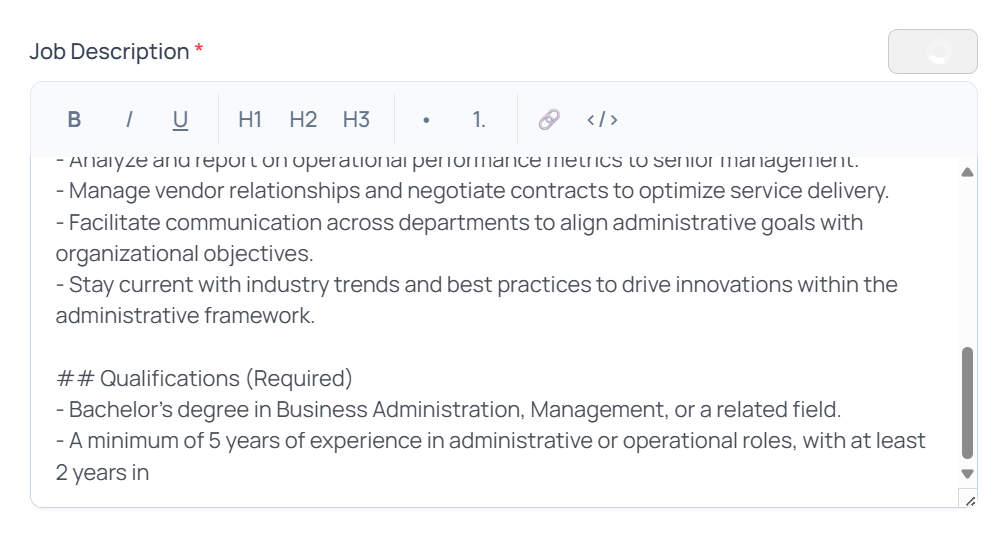 Job Description *
B I U H1 H2 H3 • 1. </>
- Analyze and report on operational performance metrics to senior management.
- Manage vendor relationships and negotiate contracts to optimize service delivery.
- Facilitate communication across departments to align administrative goals with
organizational objectives.
- Stay current with industry trends and best practices to drive innovations within the
administrative framework.
## Qualifications (Required)
- Bachelor's degree in Business Administration, Management, or a related field.
- A minimum of 5 years of experience in administrative or operational roles, with at least
2 years in